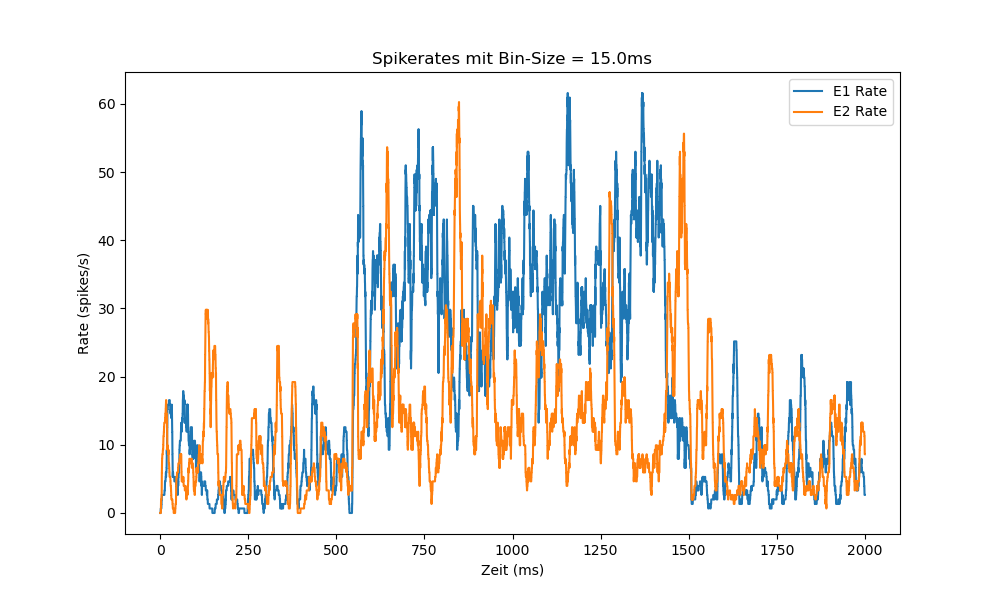 Spikerates mit Bin-Size = 15.0ms
E1 Rate
E2 Rate
60
50
40
30
20
10
0
Rate (spikes/s)
0 250 500 750 1000 1250 1500 1750 2000
Zeit (ms)